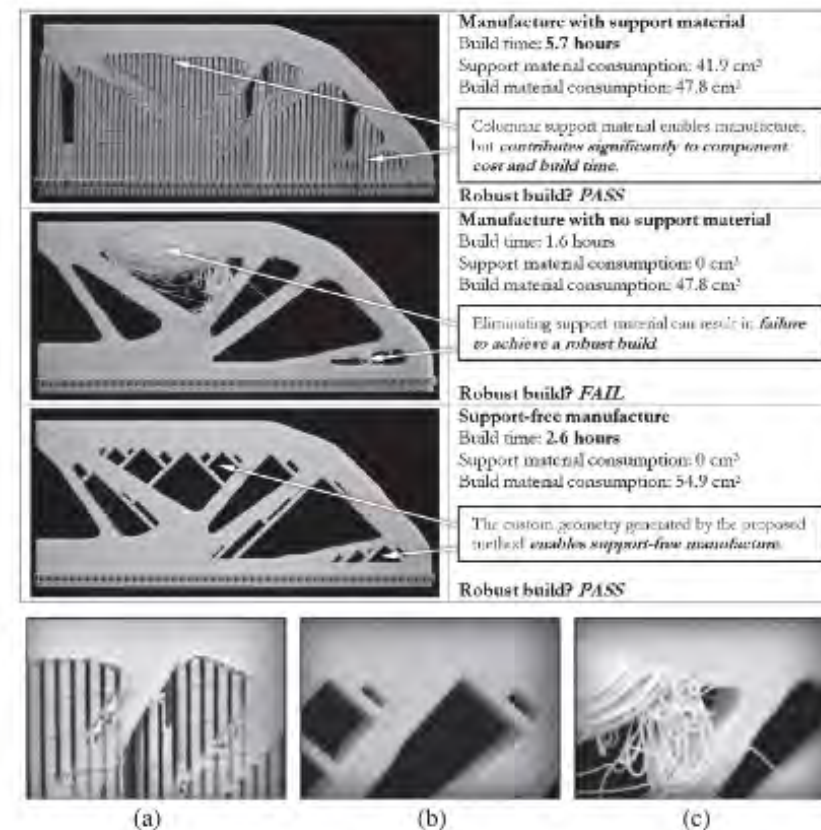 Manufacture with support material
Build time: 5.7 hours
Support material consumption: 41.9 cm³
Build material consumption: 47.8 cm³
Columnar support material enables manufacture,
but contributes significantly to component
cost and build time.
Robust build? PASS
Manufacture with no support material
Build time: 1.6 hours
Support material consumption: 0 cm³
Build material consumption: 47.8 cm³
Eliminating support material can result in failure
to achieve a robust build
Robust build? FAIL
Support-free manufacture
Build time: 2.6 hours
Support material consumption: 0 cm³
Build material consumption: 54.9 cm³
The custom geometry generated by the proposed
method enables support-free manufacture.
Robust build? PASS
(a)
(b)
(c)